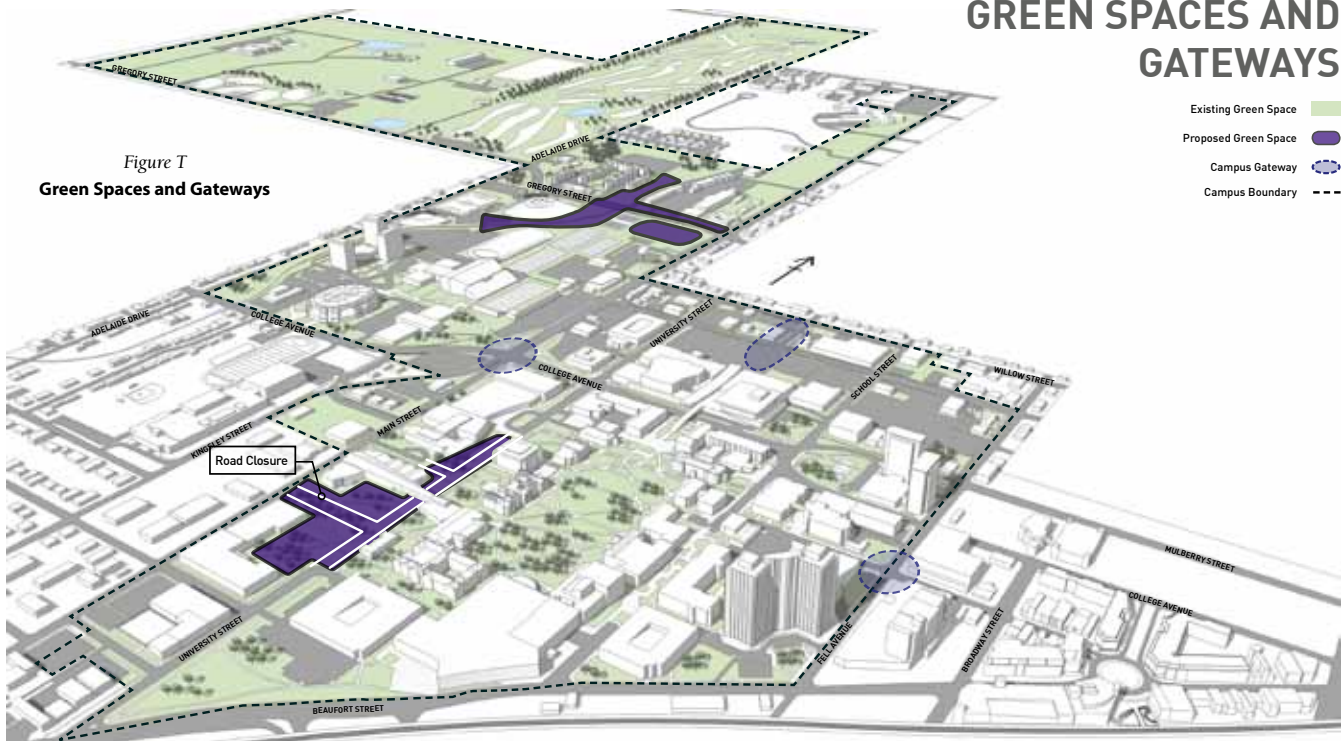 GREEN SPACES AND
GATEWAYS
Existing Green Space
Proposed Green Space
Campus Gateway
Campus Boundary
Figure T
Green Spaces and Gateways
GREGORY STREET
ADELAIDE DRIVE
GREGORY STREET
ADELAIDE DRIVE
COLLEGE AVENUE
UNIVERSITY STREET
COLLEGE AVENUE
SCHOOL STREET
WILLOW STREET
MAIN STREET
KINGSLEY STREET
Road Closure
MULBERRY STREET
COLLEGE AVENUE
BROADWAY STREET
FELL AVENUE
UNIVERSITY STREET
BEAUFORT STREET